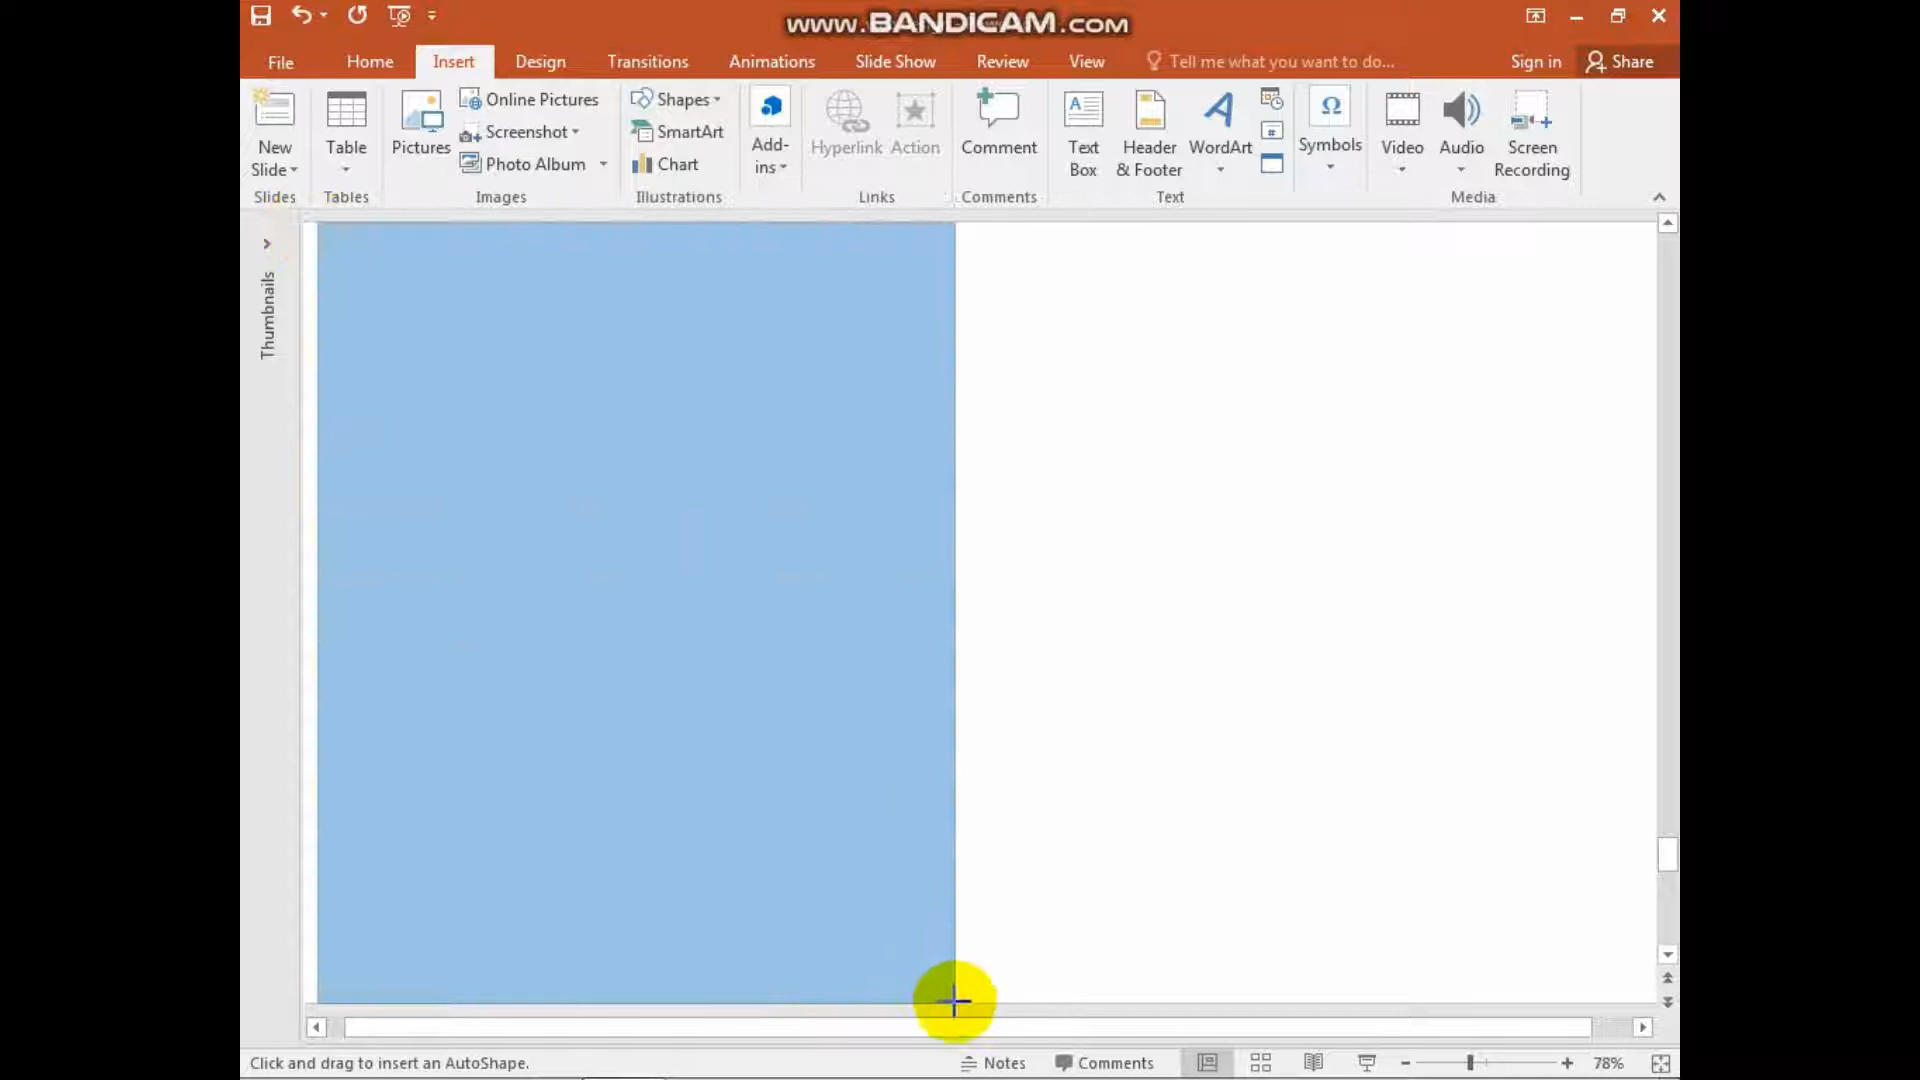 www.BANDICAM.com
File Home Insert Design Transitions Animations Slide Show Review View Tell me what you want to do... Sign in Share
New Slide
Slides
Table
Tables
Pictures
Online Pictures
Screenshot
Photo Album
Images
Shapes
SmartArt
Chart
Illustrations
Add-ins
Hyperlink
Action
Links
Comment
Comments
Text Box
Header & Footer
WordArt
Text
Symbols
Video
Audio
Screen Recording
Media
Thumbnails
Click and drag to insert an AutoShape.
Notes Comments 78%